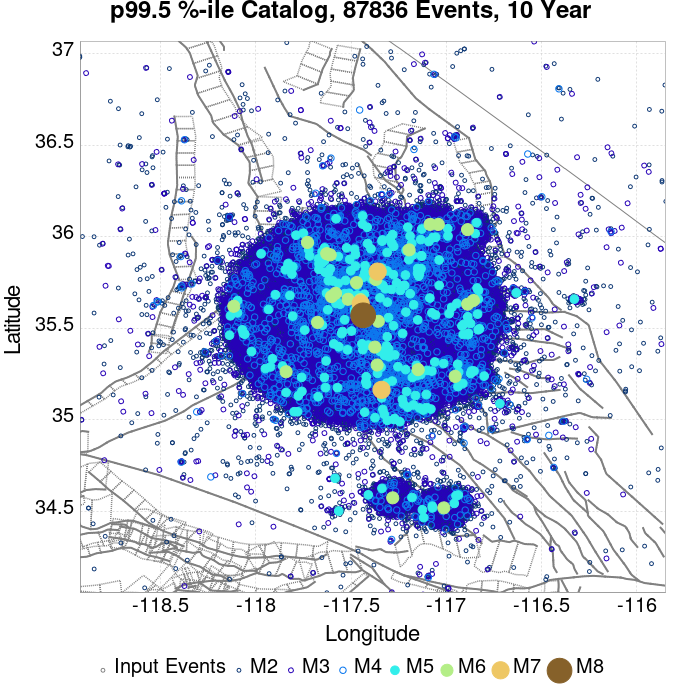 p99.5 %-ile Catalog, 87836 Events, 10 Year
37
36.5
36
35.5
35
34.5
Latitude
-118.5 -118 -117.5 -117 -116.5 -116
Longitude
Input Events M2 M3 M4 M5 M6 M7 M8